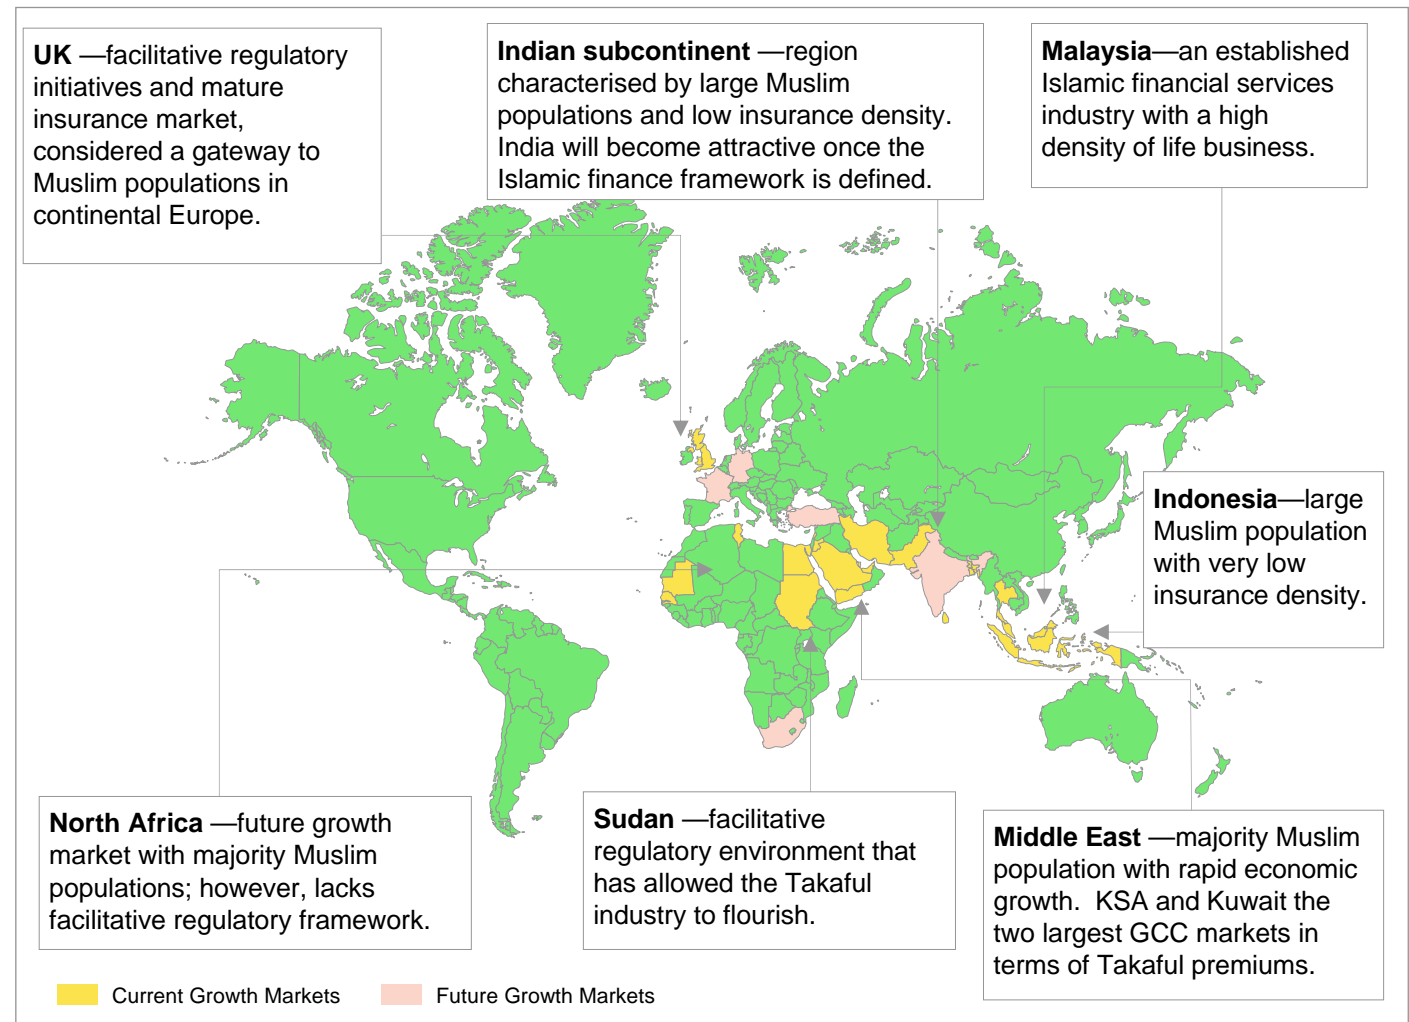 UK —facilitative regulatory
initiatives and mature
insurance market,
considered a gateway to
Muslim populations in
continental Europe.
Indian subcontinent —region
characterised by large Muslim
populations and low insurance density.
India will become attractive once the
Islamic finance framework is defined.
Malaysia—an established
Islamic financial services
industry with a high
density of life business.
Indonesia—large
Muslim population
with very low
insurance density.
North Africa —future growth
market with majority Muslim
populations; however, lacks
facilitative regulatory framework.
Sudan —facilitative
regulatory environment that
has allowed the Takaful
industry to flourish.
Middle East —majority Muslim
population with rapid economic
growth.  KSA and Kuwait the
two largest GCC markets in
terms of Takaful premiums.
Current Growth Markets
Future Growth Markets